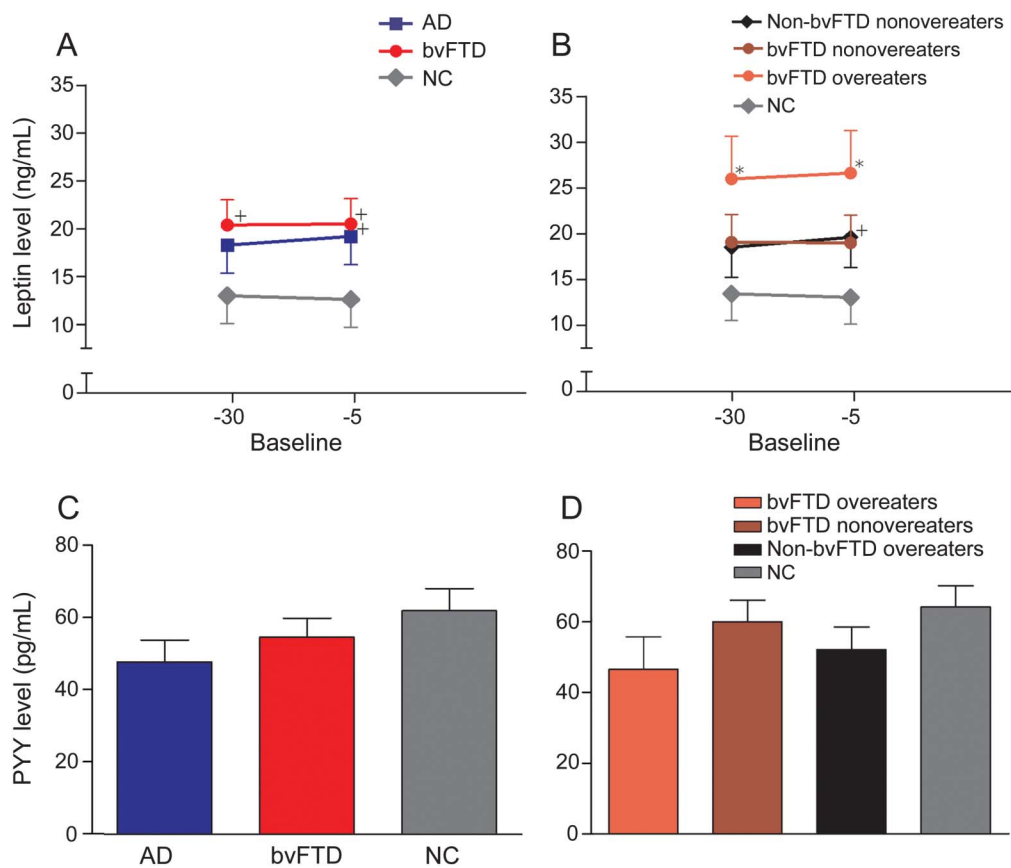 A
AD
bvFTD
NC
Leptin level (ng/mL)
35
30
25
20
15
10
0
+
+
+
-30
-5
Baseline
B
Non-bvFTD nonovereaters
bvFTD nonovereaters
bvFTD overeaters
NC
35
30
25
20
15
10
0
*
*
+
-30
-5
Baseline
C
PYY level (pg/mL)
80
60
40
20
0
AD
bvFTD
NC
D
bvFTD overeaters
bvFTD nonovereaters
Non-bvFTD overeaters
NC
80
60
40
20
0